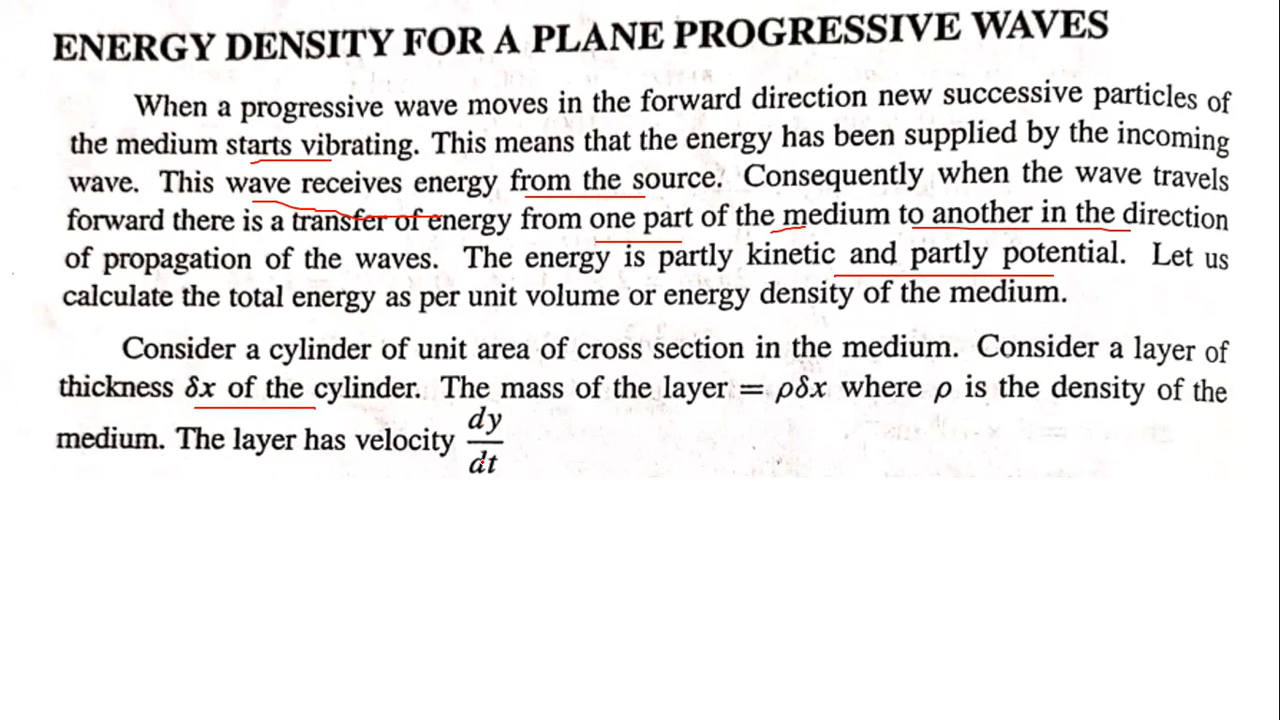 ENERGY DENSITY FOR A PLANE PROGRESSIVE WAVES
When a progressive wave moves in the forward direction new successive particles of
the medium starts vibrating. This means that the energy has been supplied by the incoming
wave. This wave receives energy from the source. Consequently when the wave travels
forward there is a transfer of energy from one part of the medium to another in the direction
of propagation of the waves. The energy is partly kinetic and partly potential. Let us
calculate the total energy as per unit volume or energy density of the medium.
Consider a cylinder of unit area of cross section in the medium. Consider a layer of
thickness δx of the cylinder. The mass of the layer = ρδx where ρ is the density of the
medium. The layer has velocity dy/dt